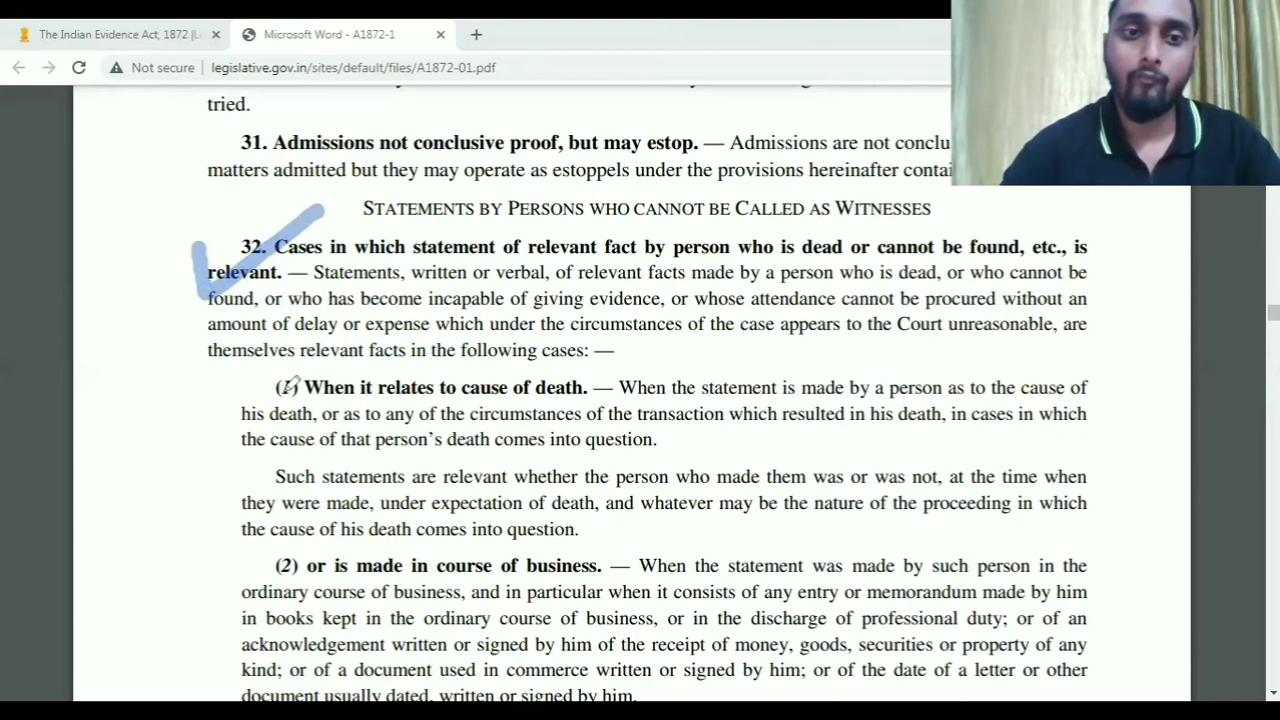 The Indian Evidence Act, 1872
Microsoft Word - A1872-1
Not secure legislative.gov.in/sites/default/files/A1872-01.pdf
tried.
31. Admissions not conclusive proof, but may estop. — Admissions are not conclu
matters admitted but they may operate as estoppels under the provisions hereinafter contai
STATEMENTS BY PERSONS WHO CANNOT BE CALLED AS WITNESSES
32. Cases in which statement of relevant fact by person who is dead or cannot be found, etc., is
relevant. — Statements, written or verbal, of relevant facts made by a person who is dead, or who cannot be
found, or who has become incapable of giving evidence, or whose attendance cannot be procured without an
amount of delay or expense which under the circumstances of the case appears to the Court unreasonable, are
themselves relevant facts in the following cases: —
(1) When it relates to cause of death. — When the statement is made by a person as to the cause of
his death, or as to any of the circumstances of the transaction which resulted in his death, in cases in which
the cause of that person’s death comes into question.
Such statements are relevant whether the person who made them was or was not, at the time when
they were made, under expectation of death, and whatever may be the nature of the proceeding in which
the cause of his death comes into question.
(2) or is made in course of business. — When the statement was made by such person in the
ordinary course of business, and in particular when it consists of any entry or memorandum made by him
in books kept in the ordinary course of business, or in the discharge of professional duty; or of an
acknowledgement written or signed by him of the receipt of money, goods, securities or property of any
kind; or of a document used in commerce written or signed by him; or of the date of a letter or other
document usually dated, written or signed by him.